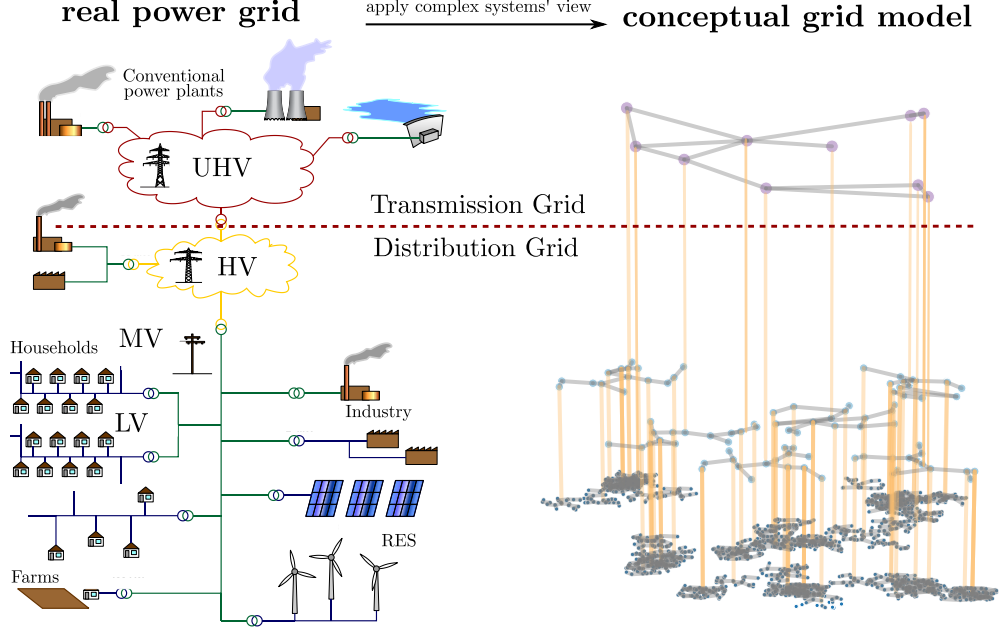 real power grid
apply complex systems' view
conceptual grid model
Conventional
power plants
UHV
Transmission Grid
Distribution Grid
HV
MV
Households
LV
Industry
RES
Farms